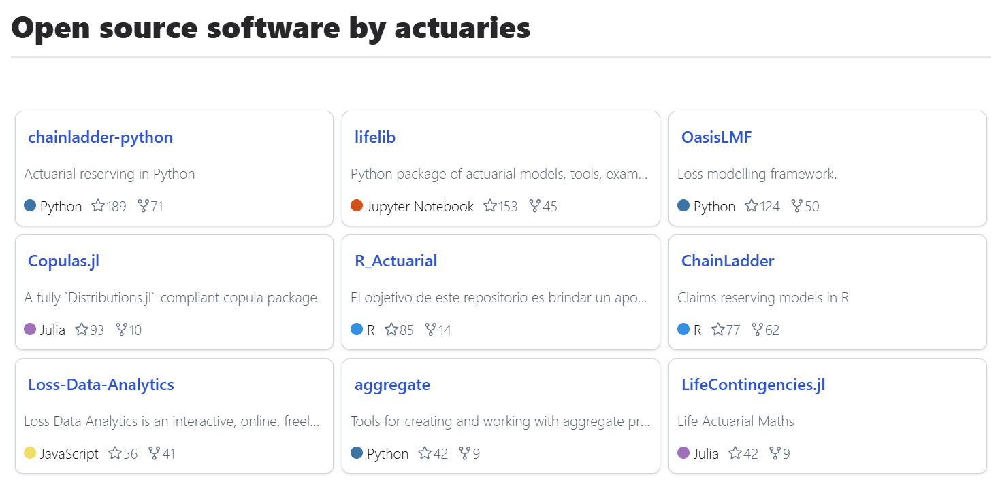 Open source software by actuaries
chainladder-python
Actuarial reserving in Python
Python 189 71
lifelib
Python package of actuarial models, tools, exam...
Jupyter Notebook 153 45
OasisLMF
Loss modelling framework.
Python 124 50
Copulas.jl
A fully `Distributions.jl`-compliant copula package
Julia 93 10
R_Actuarial
El objetivo de este repositorio es brindar un apo...
R 85 14
ChainLadder
Claims reserving models in R
R 77 62
Loss-Data-Analytics
Loss Data Analytics is an interactive, online, freel...
JavaScript 56 41
aggregate
Tools for creating and working with aggregate pr...
Python 42 9
LifeContingencies.jl
Life Actuarial Maths
Julia 42 9